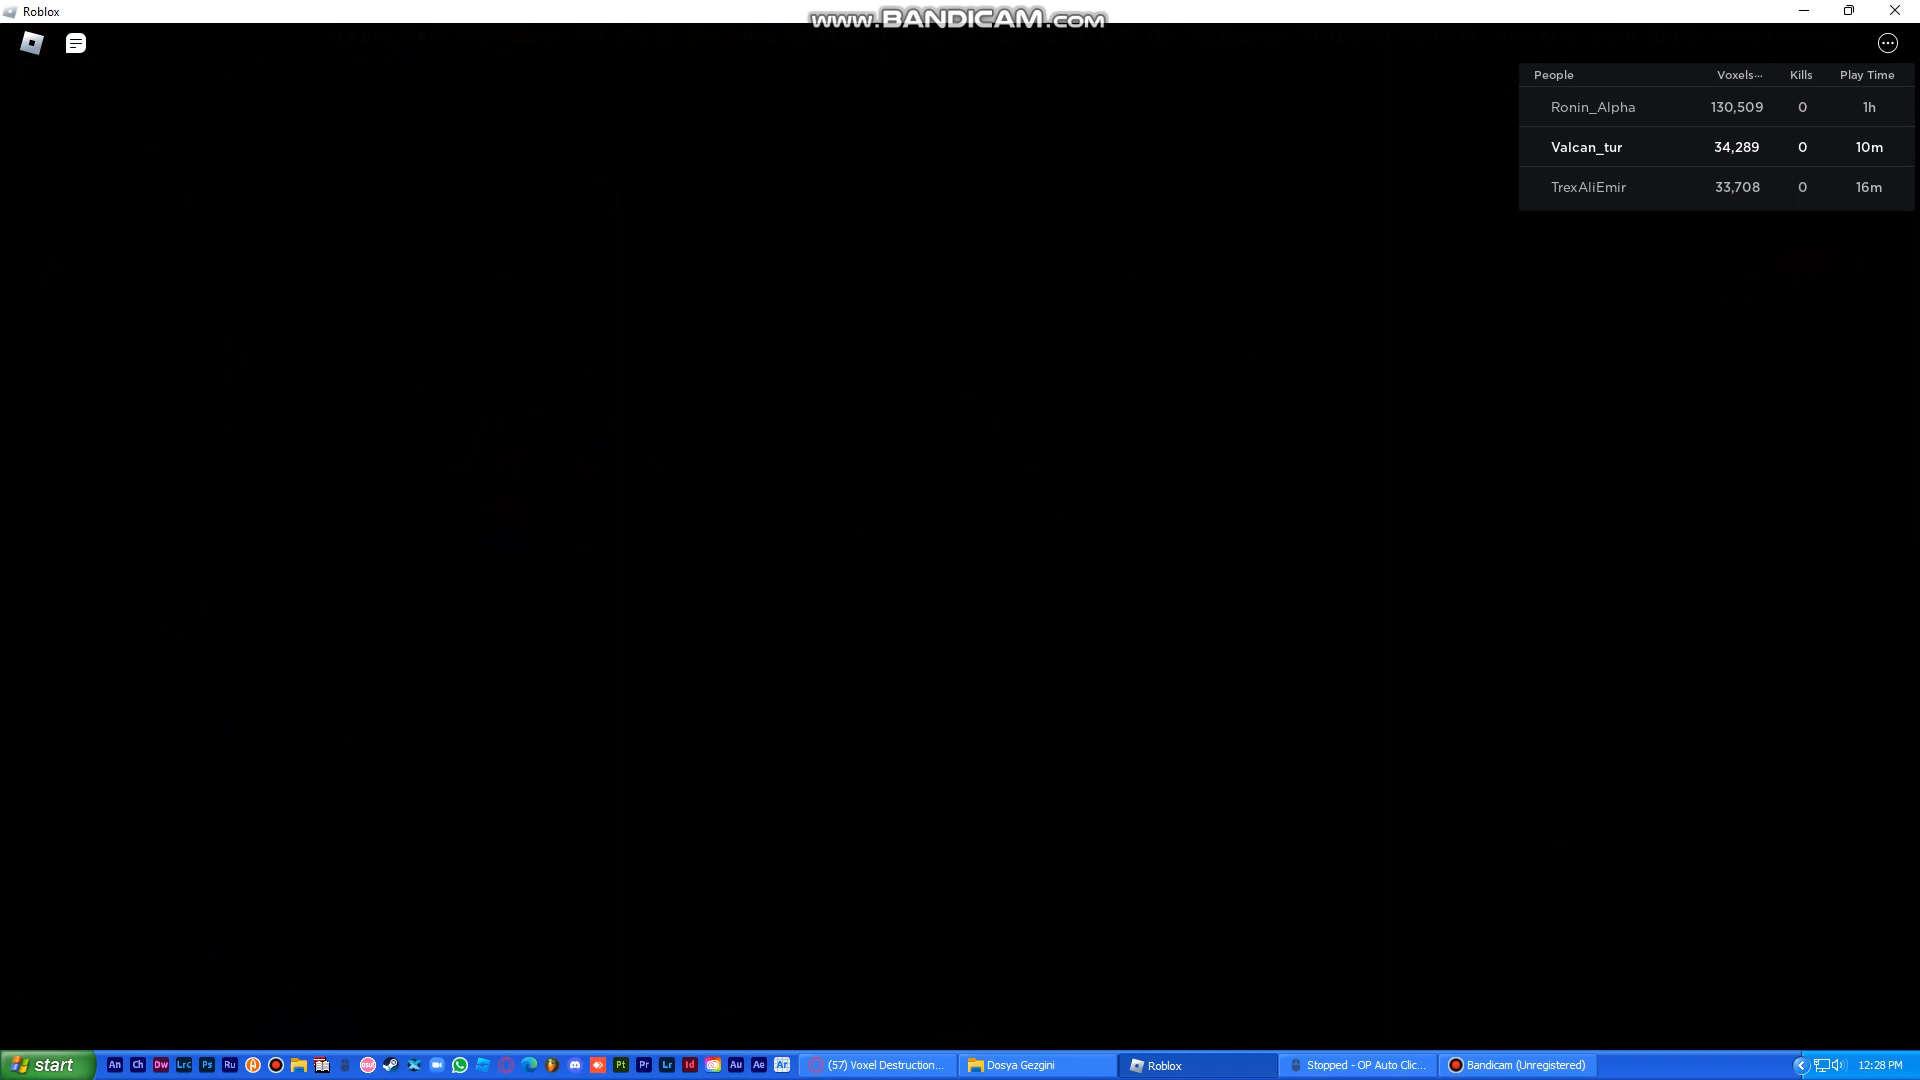 Roblox
www.BANDICAM.com
People Voxels... Kills Play Time
Ronin_Alpha 130,509 0 1h
Valcan_tur 34,289 0 10m
TrexAliEmir 33,708 0 16m
start An Ch Dw Lrc Ps Ru osu! Pt Pr Lr Id Au Ae Ar (57) Voxel Destruction... Dosya Gezgini Roblox Stopped - OP Auto Clic... Bandicam (Unregistered) 12:28 PM